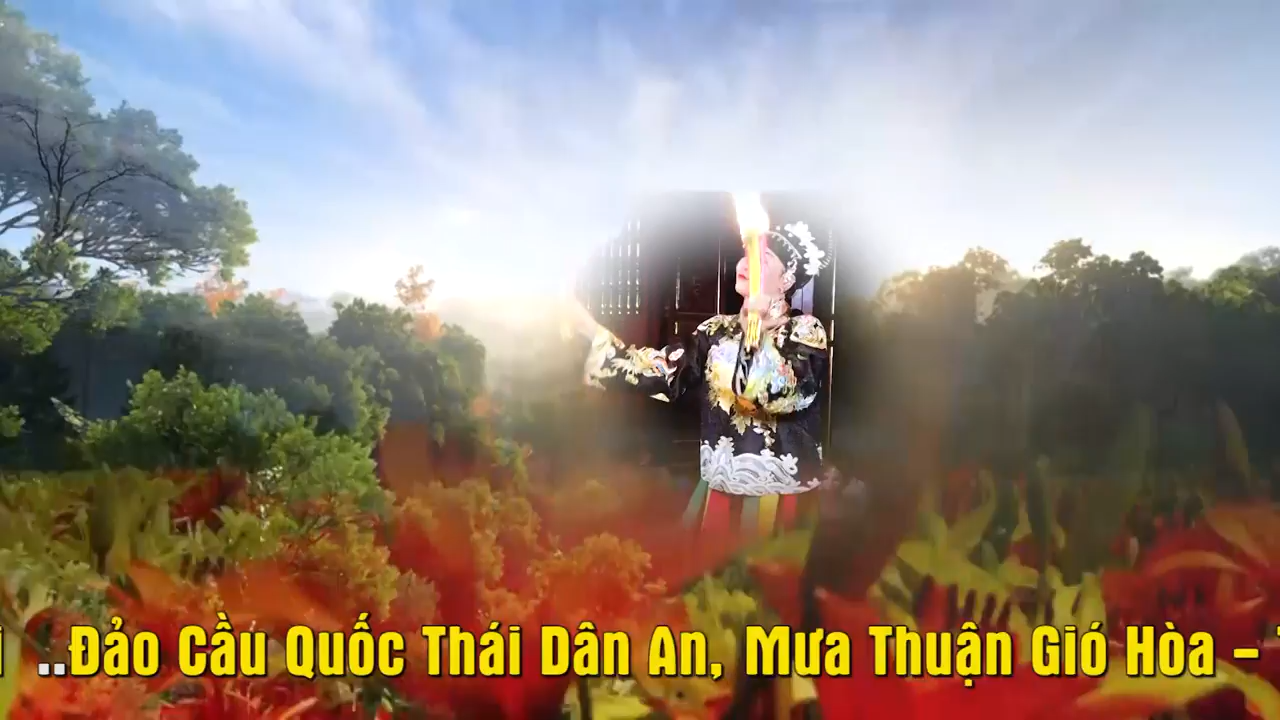 ..Đảo Cầu Quốc Thái Dân An, Mưa Thuận Gió Hòa –